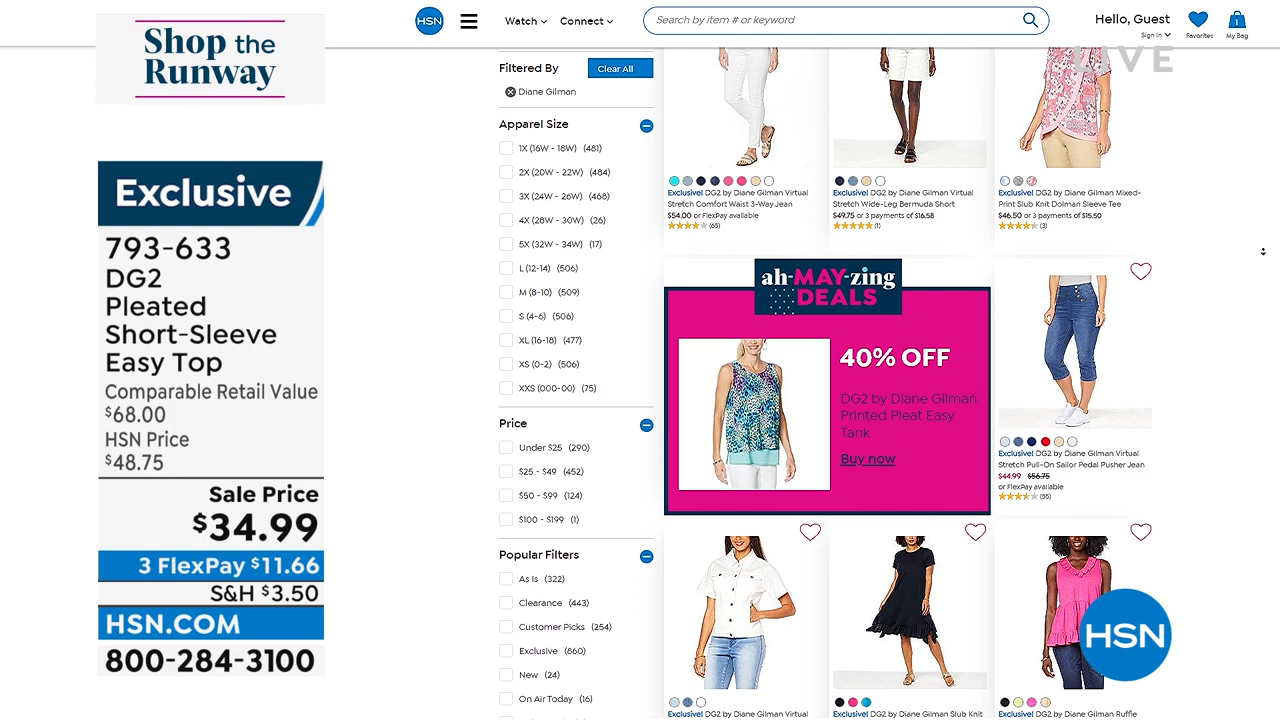 Shop the
Runway
Exclusive
793-633
DG2
Pleated
Short-Sleeve
Easy Top
Comparable Retail Value
$68.00
HSN Price
$48.75
Sale Price
$34.99
3 FlexPay $11.66
S&H $3.50
HSN.COM
800-284-3100
HSN
Watch
Connect
Search by item # or keyword
Hello, Guest
Sign In
Favorites
1
My Bag
LIVE
Filtered By
Clear All
Diane Gilman
Apparel Size
1X (16W - 18W) (481)
2X (20W - 22W) (484)
3X (24W - 26W) (468)
4X (28W - 30W) (26)
5X (32W - 34W) (17)
L (12-14) (506)
M (8-10) (509)
S (4-6) (506)
XL (16-18) (477)
XS (0-2) (506)
XXS (000-00) (75)
Price
Under $25 (290)
$25 - $49 (452)
$50 - $99 (124)
$100 - $199 (1)
Popular Filters
As Is (322)
Clearance (443)
Customer Picks (254)
Exclusive (860)
New (24)
On Air Today (16)
Exclusive! DG2 by Diane Gilman Virtual
Stretch Comfort Waist 3-Way Jean
$54.00 or FlexPay available
(65)
Exclusive! DG2 by Diane Gilman Virtual
Stretch Wide-Leg Bermuda Short
$49.75 or 3 payments of $16.58
(1)
Exclusive! DG2 by Diane Gilman Mixed-
Print Slub Knit Dolman Sleeve Tee
$46.50 or 3 payments of $15.50
(3)
ah-MAY-zing
DEALS
40% OFF
DG2 by Diane Gilman
Printed Pleat Easy
Tank
Buy now
Exclusive! DG2 by Diane Gilman Virtual
Stretch Pull-On Sailor Pedal Pusher Jean
$44.99 $56.75
or FlexPay available
(55)
Exclusive! DG2 by Diane Gilman Virtual
Exclusive! DG2 by Diane Gilman Slub Knit
Exclusive! DG2 by Diane Gilman Ruffle
HSN